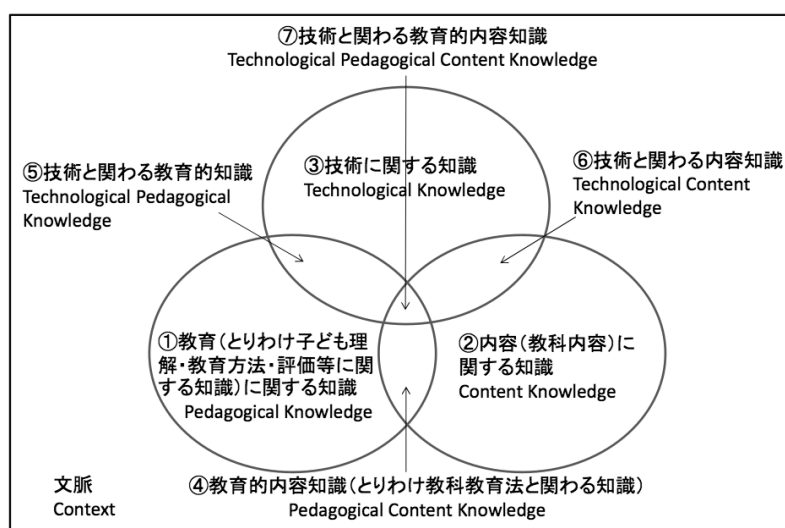 ⑦技術と関わる教育的内容知識
Technological Pedagogical Content Knowledge
⑤技術と関わる教育的知識
Technological Pedagogical
Knowledge
③技術に関する知識
Technological Knowledge
⑥技術と関わる内容知識
Technological Content
Knowledge
①教育(とりわけ子ども理
解・教育方法・評価等に関
する知識)に関する知識
Pedagogical Knowledge
②内容(教科内容)に
関する知識
Content Knowledge
文脈
Context
④教育的内容知識(とりわけ教科教育法と関わる知識)
Pedagogical Content Knowledge